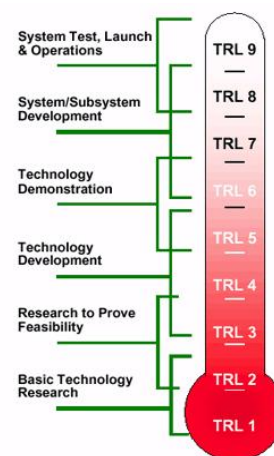 System Test, Launch
& Operations
System/Subsystem
Development
Technology
Demonstration
Technology
Development
Research to Prove
Feasibility
Basic Technology
Research
TRL 9
TRL 8
TRL 7
TRL 6
TRL 5
TRL 4
TRL 3
TRL 2
TRL 1